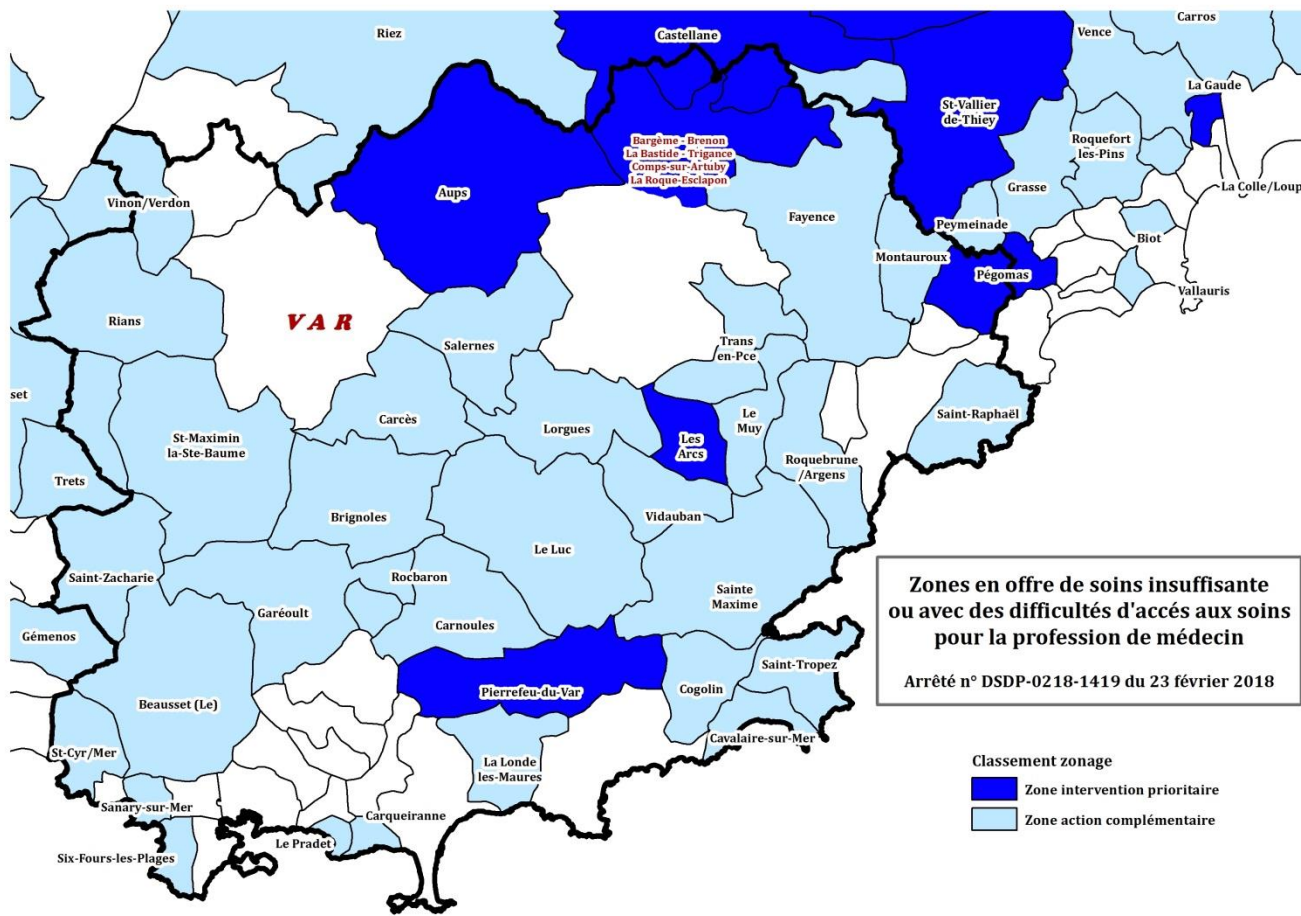 Riez
Castellane
Vence
Carros
La Gaude
St-Vallier
de-Thiey
Roquefort
les-Pins
Bargème - Brenon
La Bastide - Trigance
Comps-sur-Artuby
La Roque-Esclapon
Aups
Vinon/Verdon
Grasse
La Colle/Loup
Fayence
Peymeinade
Biot
Montauroux
Pégomas
Vallauris
Rians
VAR
Salernes
Trans
en-Pce
set
Carcès
Lorgues
Le
Muy
Saint-Raphaël
St-Maximin
la-Ste-Baume
Les
Arcs
Roquebrune
/Argens
Trets
Brignoles
Vidauban
Le Luc
Saint-Zacharie
Rocbaron
Sainte
Maxime
Garéoult
Carnoules
Gémenos
Saint-Tropez
Pierrefeu-du-Var
Cogolin
Beausset (Le)
St-Cyr/Mer
Cavalaire-sur-Mer
La Londe
les-Maures
Sanary-sur-Mer
Carqueiranne
Le Pradet
Six-Fours-les-Plages
Zones en offre de soins insuffisante
ou avec des difficultés d'accés aux soins
pour la profession de médecin
Arrêté n° DSDP-0218-1419 du 23 février 2018
Classement zonage
Zone intervention prioritaire
Zone action complémentaire